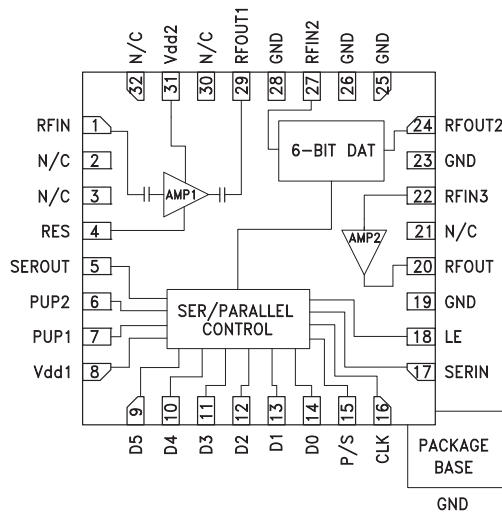 N/C
Vdd2
N/C
RFOUT1
GND
RFIN2
GND
GND
32
31
30
29
28
27
26
25
RFIN 1
N/C 2
N/C 3
RES 4
SEROUT 5
PUP2 6
PUP1 7
Vdd1 8
AMP1
6-BIT DAT
AMP2
SER/PARALLEL
CONTROL
24 RFOUT2
23 GND
22 RFIN3
21 N/C
20 RFOUT
19 GND
18 LE
17 SERIN
9
10
11
12
13
14
15
16
D5
D4
D3
D2
D1
D0
P/S
CLK
PACKAGE
BASE
GND